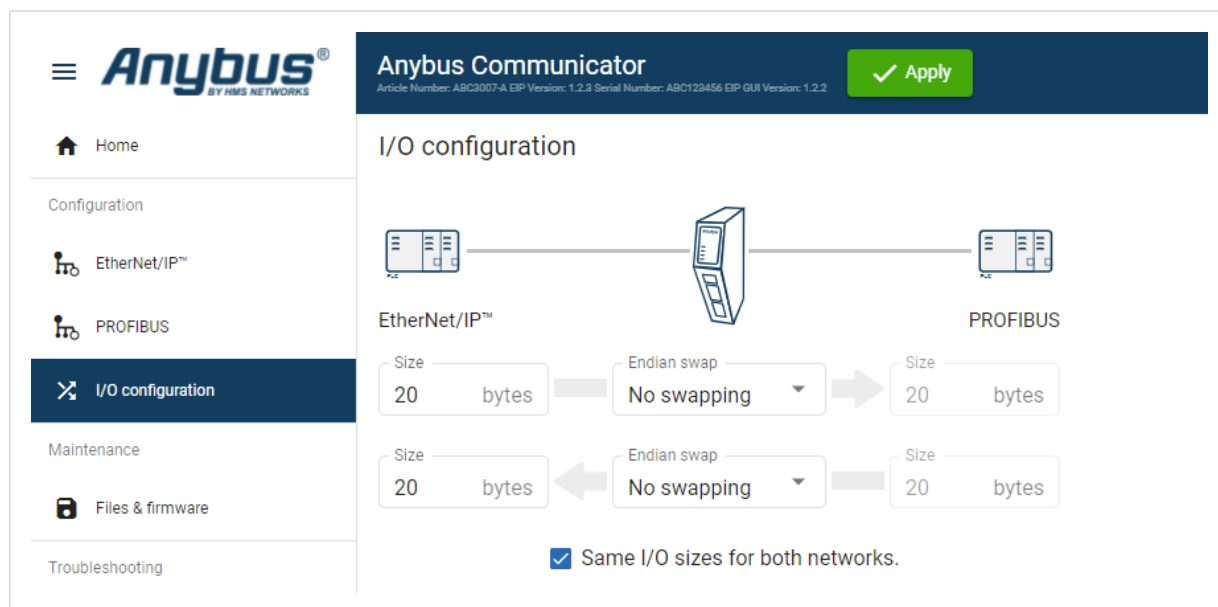 Anybus®
BY HMS NETWORKS
Anybus Communicator
Article Number: ABC3007-A EIP Version: 1.2.3 Serial Number: ABC123456 EIP GUI Version: 1.2.2
Apply
Home
Configuration
EtherNet/IP™
PROFIBUS
I/O configuration
Maintenance
Files & firmware
Troubleshooting
I/O configuration
PLC
Anybus
PLC
EtherNet/IP™
PROFIBUS
Size
20 bytes
Endian swap
No swapping
Size
20 bytes
Size
20 bytes
Endian swap
No swapping
Size
20 bytes
Same I/O sizes for both networks.